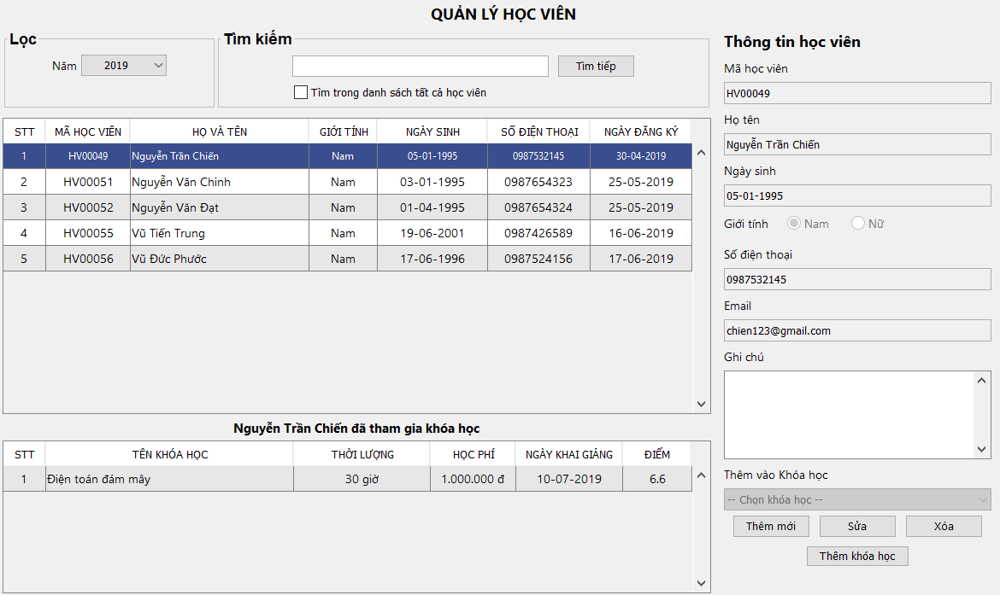 QUẢN LÝ HỌC VIÊN
Lọc
Năm 2019
Tìm kiếm
Tìm tiếp
Tìm trong danh sách tất cả học viên
STT MÃ HỌC VIÊN HỌ VÀ TÊN GIỚI TÍNH NGÀY SINH SỐ ĐIỆN THOẠI NGÀY ĐĂNG KÝ
1 HV00049 Nguyễn Trần Chiến Nam 05-01-1995 0987532145 30-04-2019
2 HV00051 Nguyễn Văn Chinh Nam 03-01-1995 0987654323 25-05-2019
3 HV00052 Nguyễn Văn Đạt Nam 01-04-1995 0987654324 25-05-2019
4 HV00055 Vũ Tiến Trung Nam 19-06-2001 0987426589 16-06-2019
5 HV00056 Vũ Đức Phước Nam 17-06-1996 0987524156 17-06-2019
Nguyễn Trần Chiến đã tham gia khóa học
STT TÊN KHÓA HỌC THỜI LƯỢNG HỌC PHÍ NGÀY KHAI GIẢNG ĐIỂM
1 Điện toán đám mây 30 giờ 1.000.000 đ 10-07-2019 6.6
Thông tin học viên
Mã học viên
HV00049
Họ tên
Nguyễn Trần Chiến
Ngày sinh
05-01-1995
Giới tính Nam Nữ
Số điện thoại
0987532145
Email
chien123@gmail.com
Ghi chú
Thêm vào Khóa học
-- Chọn khóa học --
Thêm mới Sửa Xóa
Thêm khóa học